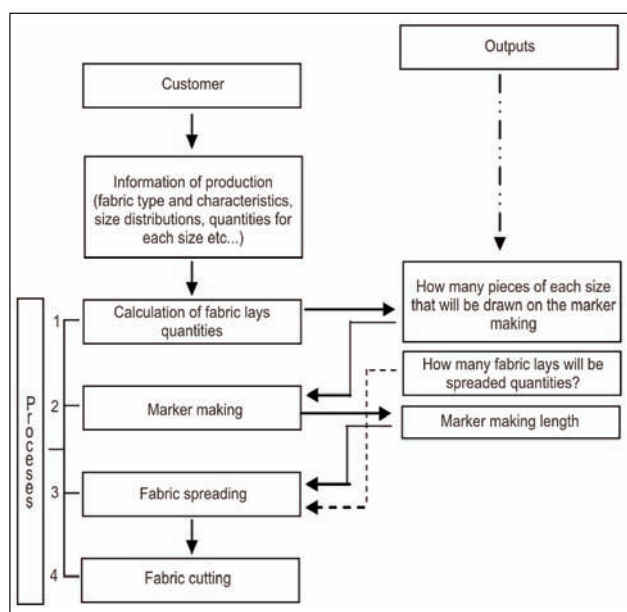 Outputs
Customer
Information of production
(fabric type and characteristics,
size distributions, quantities for
each size etc...)
How many pieces of each size
that will be drawn on the marker
making
1
Calculation of fabric lays
quantities
How many fabric lays will be
spreaded quantities?
Proceses
2
Marker making
Marker making length
3
Fabric spreading
4
Fabric cutting